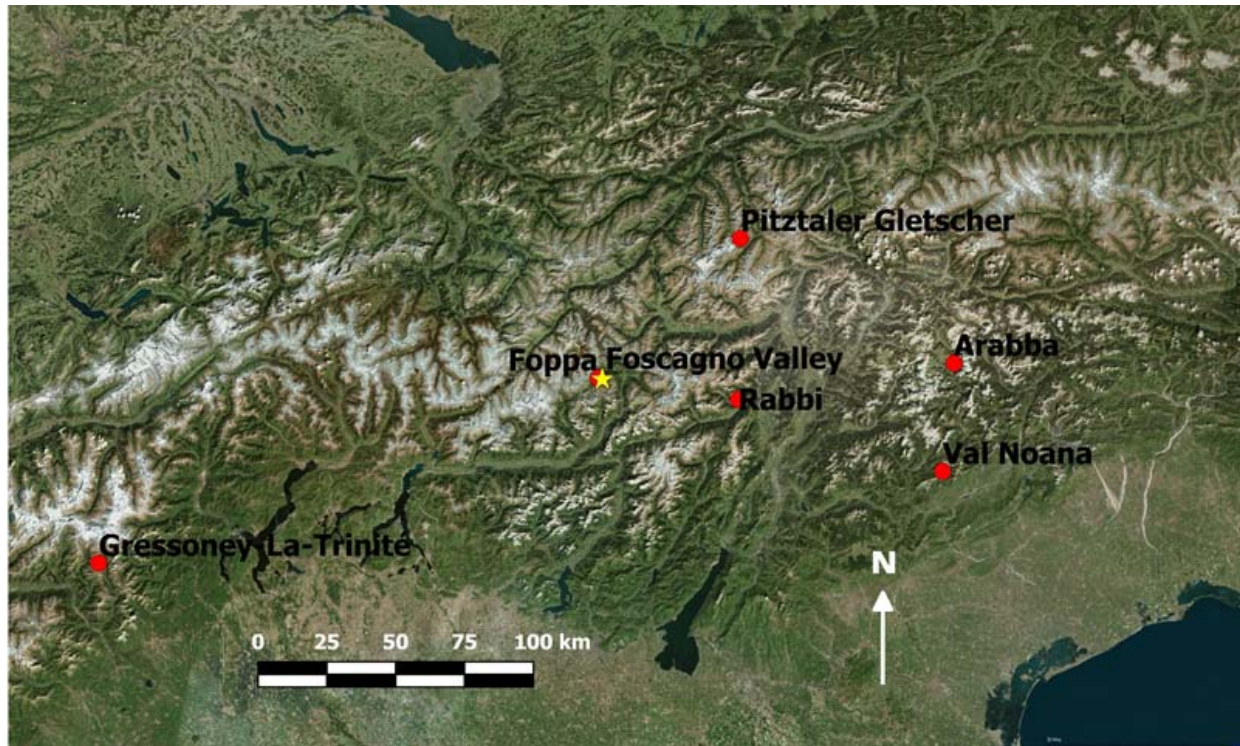 Pitztaler Gletscher
Arabba
Foppa Foscagno Valley
Rabbi
Val Noana
Gressoney-La-Trinité
N
0 25 50 75 100 km